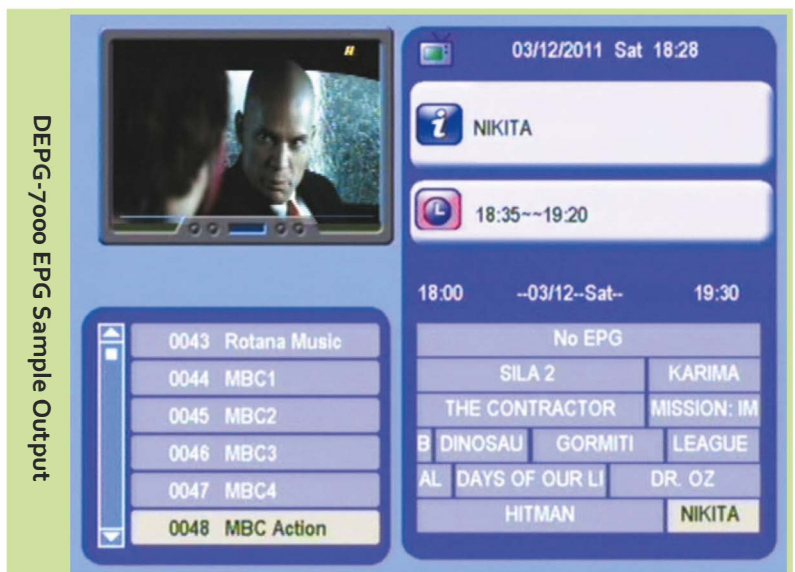 DEPG-7000 EPG Sample Output
H
03/12/2011 Sat 18:28
i NIKITA
18:35~~19:20
18:00 --03/12--Sat-- 19:30
0043 Rotana Music
0044 MBC1
0045 MBC2
0046 MBC3
0047 MBC4
0048 MBC Action
No EPG
SILA 2 KARIMA
THE CONTRACTOR MISSION: IM
B DINOSAU GORMITI LEAGUE
AL DAYS OF OUR LI DR. OZ
HITMAN NIKITA